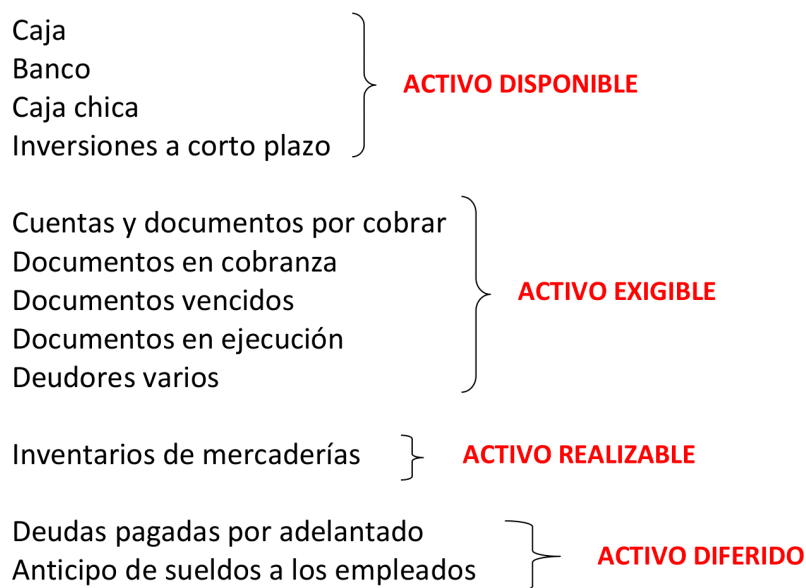 Caja
Banco
ACTIVO DISPONIBLE
Caja chica
Inversiones a corto plazo
Cuentas y documentos por cobrar
Documentos en cobranza
Documentos vencidos
ACTIVO EXIGIBLE
Documentos en ejecución
Deudores varios
Inventarios de mercaderías
ACTIVO REALIZABLE
Deudas pagadas por adelantado
Anticipo de sueldos a los empleados
ACTIVO DIFERIDO